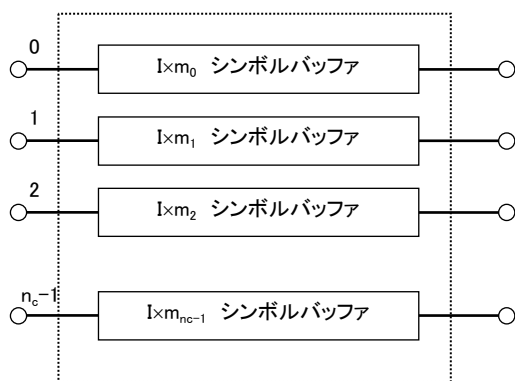 0
I×m₀ シンボルバッファ
1
I×m₁ シンボルバッファ
2
I×m₂ シンボルバッファ
n꜀-1
I×m_{nc-1} シンボルバッファ